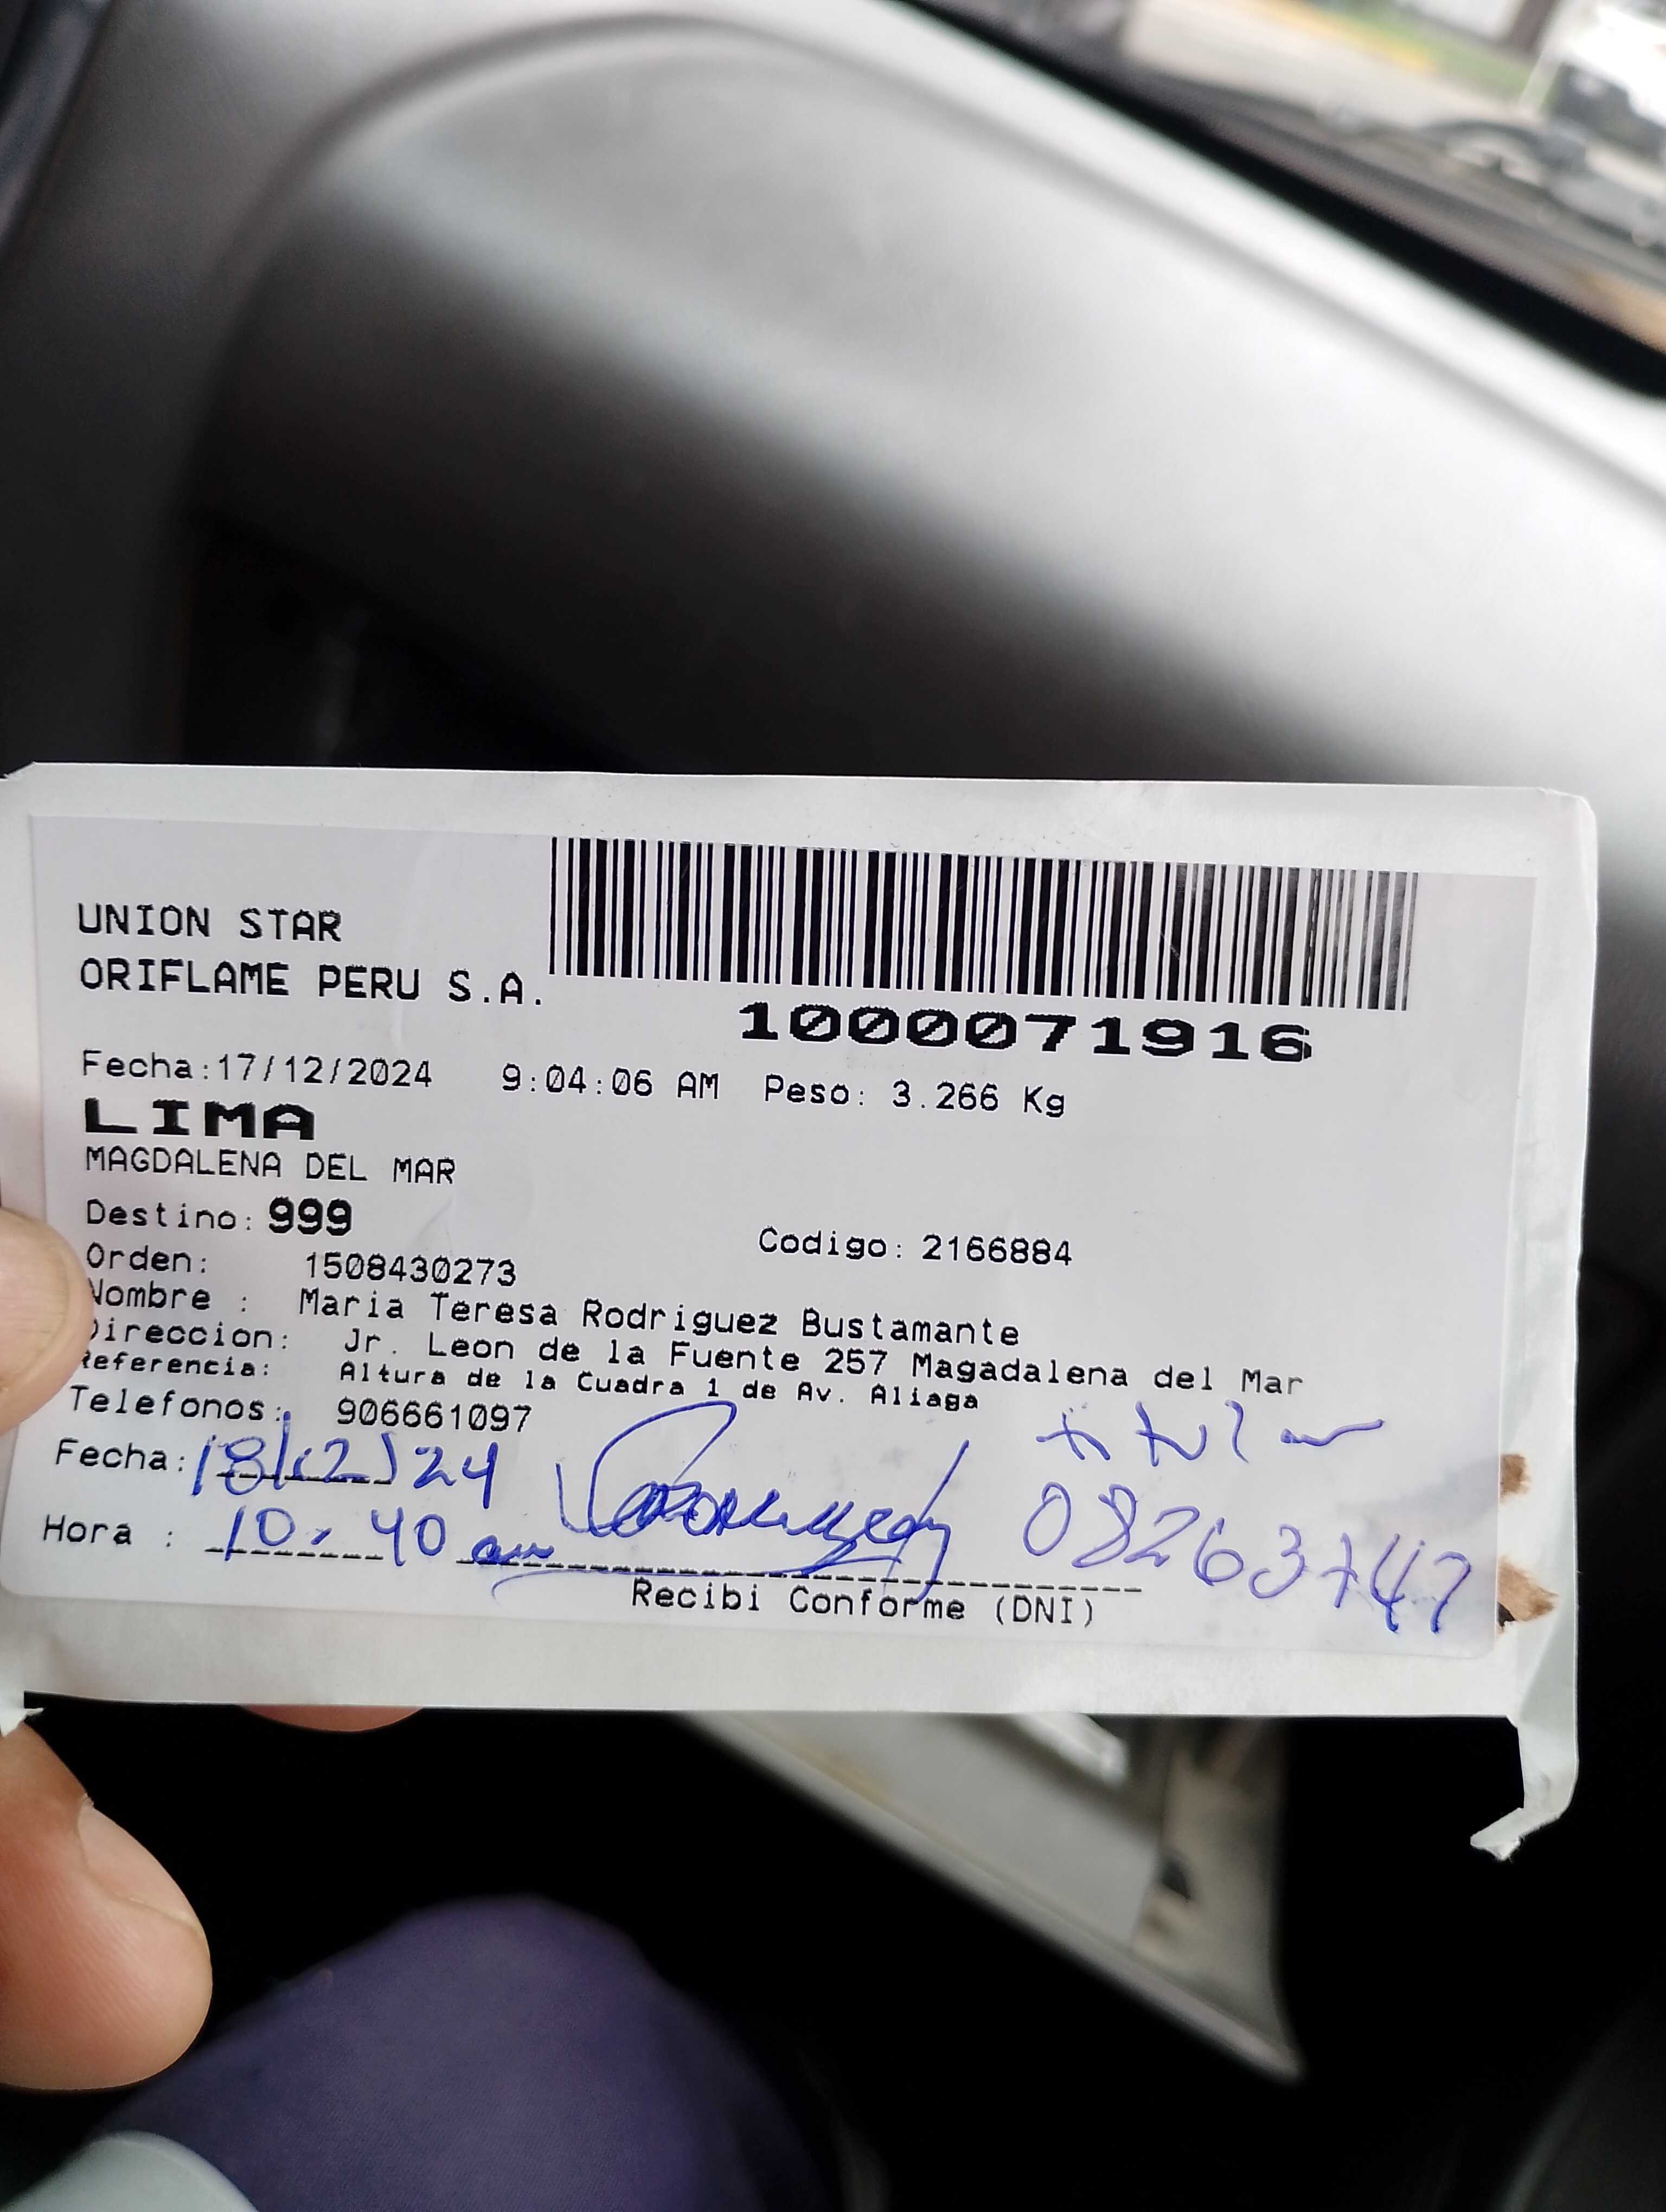 UNION STAR
ORIFLAME PERU S.A.
1000071916
Fecha:17/12/2024 9:04:06 AM Peso: 3.266 Kg
LIMA
MAGDALENA DEL MAR
Destino: 999
Codigo: 2166884
Orden: 1508430273
Nombre : Maria Teresa Rodriguez Bustamante
Direccion: Jr. Leon de la Fuente 257 Magadalena del Mar
Referencia: Altura de la Cuadra 1 de Av. Aliaga
Telefonos: 906661097
Fecha: 18/12/24
Hora : 10:40 am
08263747
Recibi Conforme (DNI)